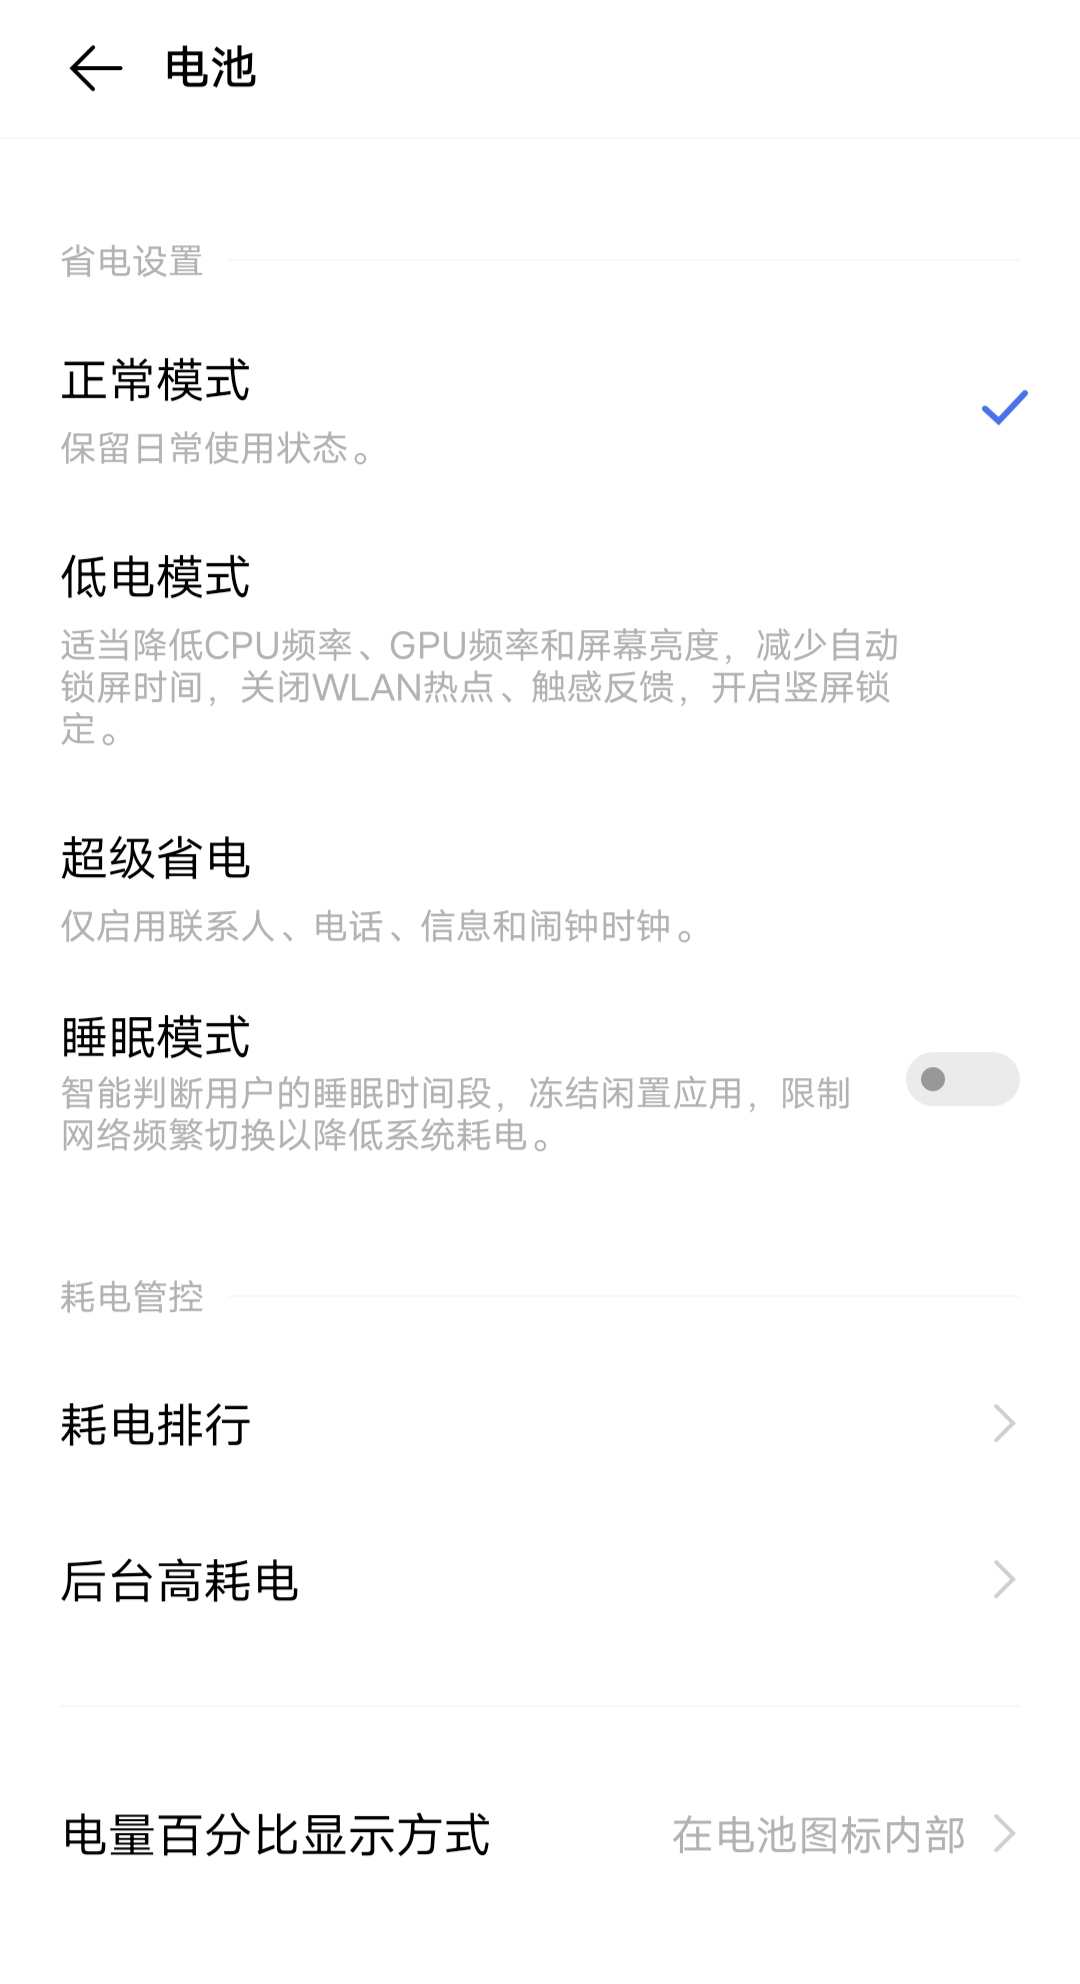 电池
省电设置
正常模式
保留日常使用状态。
低电模式
适当降低CPU频率、GPU频率和屏幕亮度，减少自动
锁屏时间，关闭WLAN热点、触感反馈，开启竖屏锁
定。
超级省电
仅启用联系人、电话、信息和闹钟时钟。
睡眠模式
智能判断用户的睡眠时间段，冻结闲置应用，限制
网络频繁切换以降低系统耗电。
耗电管控
耗电排行
后台高耗电
电量百分比显示方式 在电池图标内部